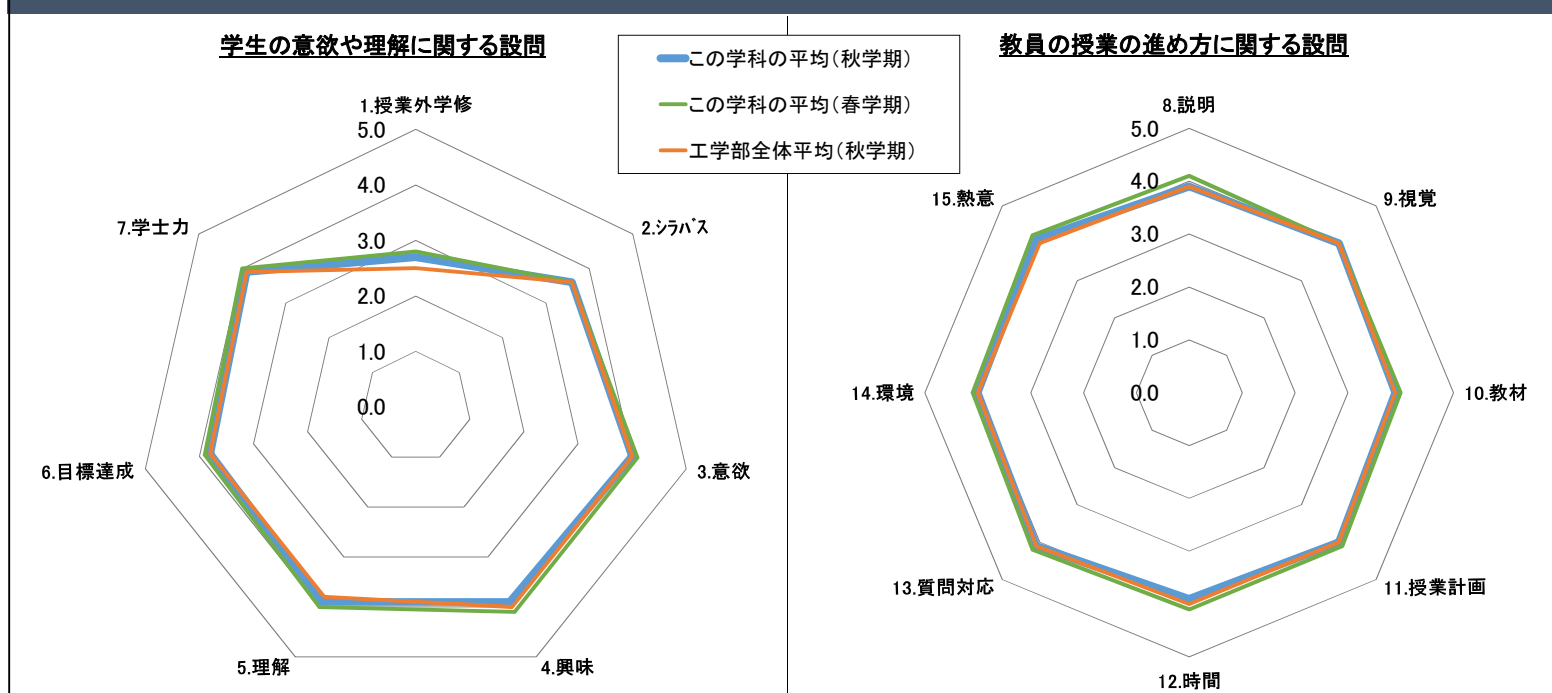 学生の意欲や理解に関する設問
この学科の平均(秋学期)
この学科の平均(春学期)
工学部全体平均(秋学期)
教員の授業の進め方に関する設問
1.授業外学修
5.0
4.0
3.0
2.0
1.0
0.0
2.シラバス
3.意欲
4.興味
5.理解
6.目標達成
7.学士力
8.説明
5.0
4.0
3.0
2.0
1.0
0.0
9.視覚
10.教材
11.授業計画
12.時間
13.質問対応
14.環境
15.熱意